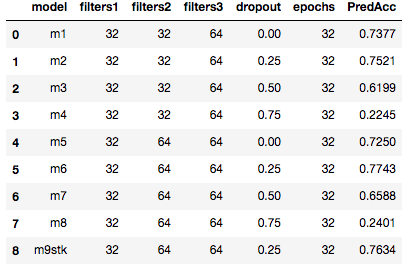 model filters1 filters2 filters3 dropout epochs PredAcc
0 m1 32 32 64 0.00 32 0.7377
1 m2 32 32 64 0.25 32 0.7521
2 m3 32 32 64 0.50 32 0.6199
3 m4 32 32 64 0.75 32 0.2245
4 m5 32 64 64 0.00 32 0.7250
5 m6 32 64 64 0.25 32 0.7743
6 m7 32 64 64 0.50 32 0.6588
7 m8 32 64 64 0.75 32 0.2401
8 m9stk 32 64 64 0.25 32 0.7634